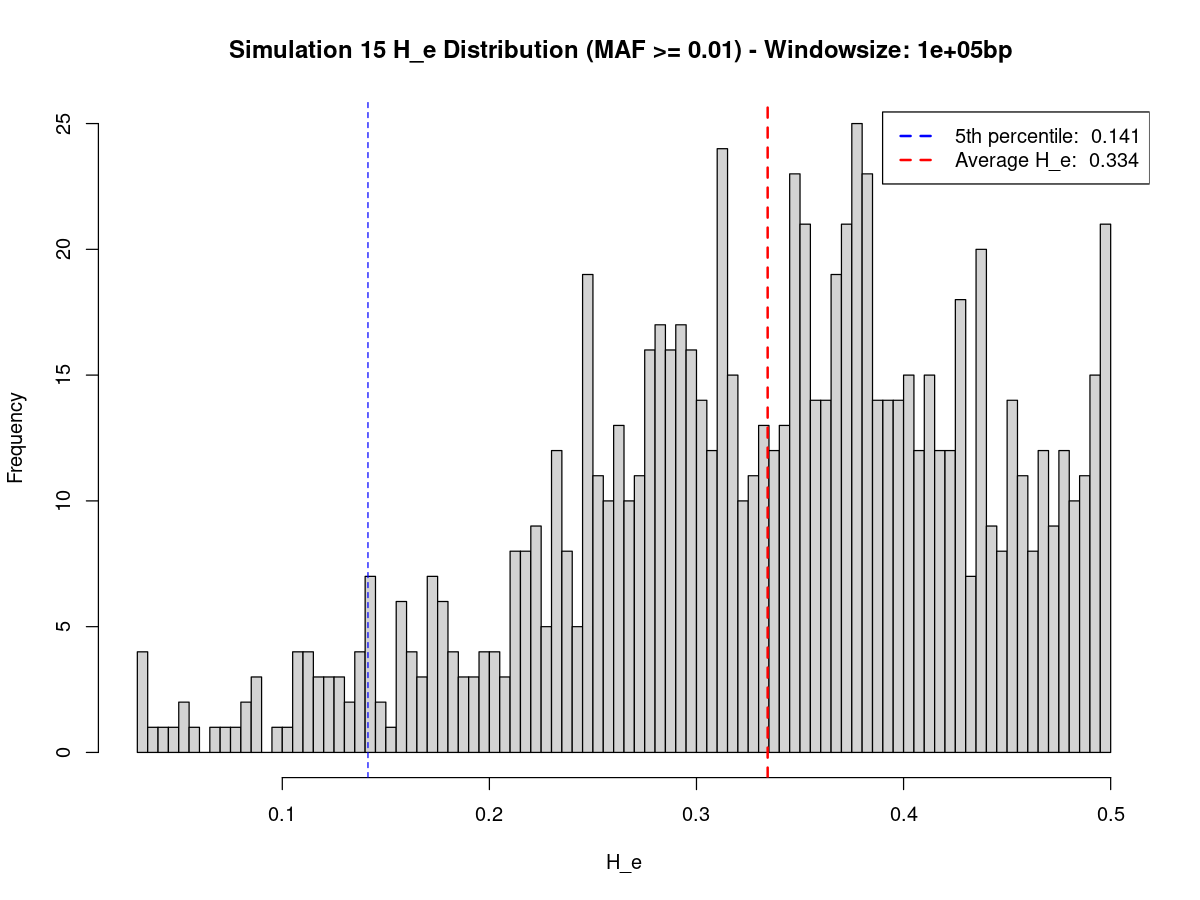 Simulation 15 H_e Distribution (MAF >= 0.01) - Windowsize: 1e+05bp
5th percentile:  0.141
Average H_e:  0.334
Frequency
25
20
15
10
5
0
0.1 0.2 0.3 0.4 0.5
H_e